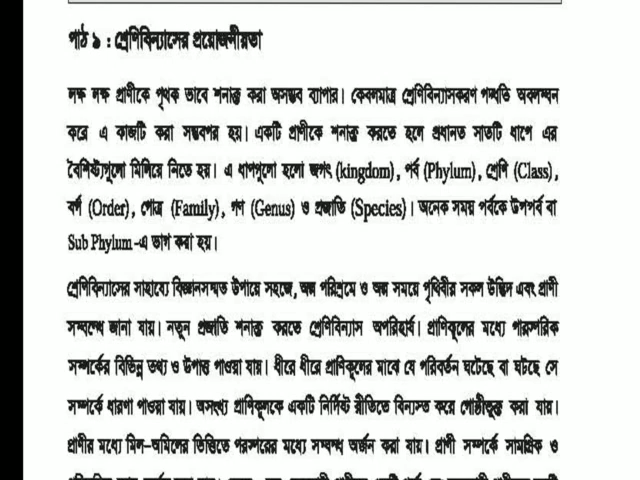 পাঠ ৯ : শ্রেণিবিন্যাসের প্রয়োজনীয়তা
লক্ষ লক্ষ প্রাণীকে পৃথক ভাবে শনাক্ত করা অসম্ভব ব্যাপার। কেবলমাত্র শ্রেণিবিন্যাসকরণ পদ্ধতি অবলম্বন
করে এ কাজটি করা সম্ভবপর হয়। একটি প্রাণীকে শনাক্ত করতে হলে প্রধানত সাতটি ধাপে এর
বৈশিষ্ট্যগুলো মিলিয়ে নিতে হয়। এ ধাপগুলো হলো জগৎ (kingdom), পর্ব (Phylum), শ্রেণি (Class),
বর্গ (Order), গোত্র (Family), গণ (Genus) ও প্রজাতি (Species)। অনেক সময় পর্বকে উপপর্ব বা
Sub Phylum -এ ভাগ করা হয়।
শ্রেণিবিন্যাসের সাহায্যে বিজ্ঞানসম্মত উপায়ে সহজে, অল্প পরিশ্রমে ও অল্প সময়ে পৃথিবীর সকল উদ্ভিদ এবং প্রাণী
সম্বন্ধে জানা যায়। নতুন প্রজাতি শনাক্ত করতে শ্রেণিবিন্যাস অপরিহার্য। প্রাণিকূলের মধ্যে পারস্পরিক
সম্পর্কের বিভিন্ন তথ্য ও উপাত্ত পাওয়া যায়। ধীরে ধীরে প্রাণিকূলের মাঝে যে পরিবর্তন ঘটেছে বা ঘটছে সে
সম্পর্কে ধারণা পাওয়া যায়। অসংখ্য প্রাণিকূলকে একটি নির্দিষ্ট রীতিতে বিন্যস্ত করে গোষ্ঠীভূক্ত করা যায়।
প্রাণীর মধ্যে মিল-অমিলের ভিত্তিতে পরস্পরের মধ্যে সম্বন্ধ অর্জন করা যায়। প্রাণী সম্পর্কে সামগ্রিক ও